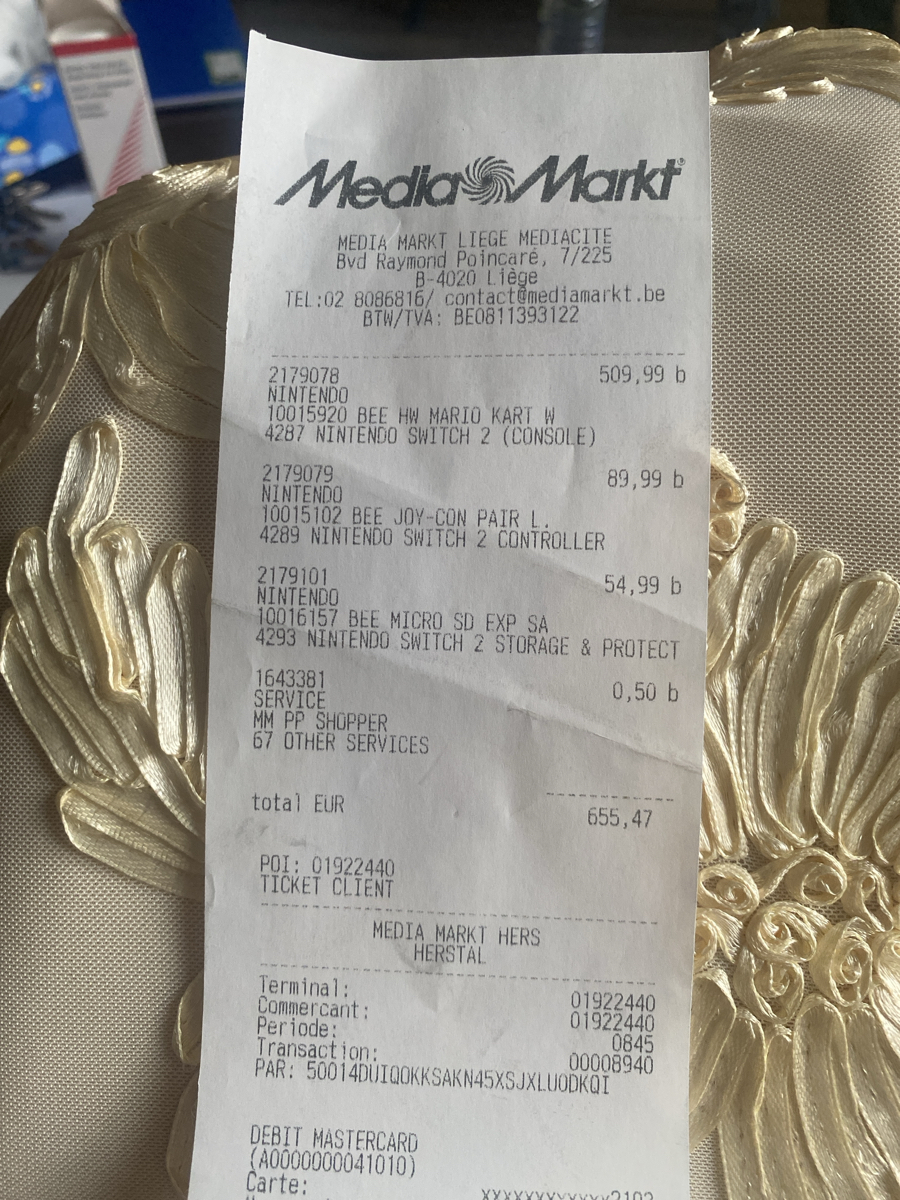 Media Markt®
MEDIA MARKT LIEGE MEDIACITE
Bvd Raymond Poincaré, 7/225
B-4020 Liège
TEL:02 8086816/ contact@mediamarkt.be
BTW/TVA: BE0811393122
2179078 509,99 b
NINTENDO
10015920 BEE HW MARIO KART W
4287 NINTENDO SWITCH 2 (CONSOLE)
2179079 89,99 b
NINTENDO
10015102 BEE JOY-CON PAIR L.
4289 NINTENDO SWITCH 2 CONTROLLER
2179101 54,99 b
NINTENDO
10016157 BEE MICRO SD EXP SA
4293 NINTENDO SWITCH 2 STORAGE & PROTECT
1643381 0,50 b
SERVICE
MM PP SHOPPER
67 OTHER SERVICES
total EUR 655,47
POI: 01922440
TICKET CLIENT
MEDIA MARKT HERS
HERSTAL
Terminal: 01922440
Commercant: 01922440
Periode: 0845
Transaction: 00008940
PAR: 50014DUIQOKKSAKN45XSJXLUODKQI
DEBIT MASTERCARD
(A0000000041010)
Carte: XXXXXXXXXXXX2102